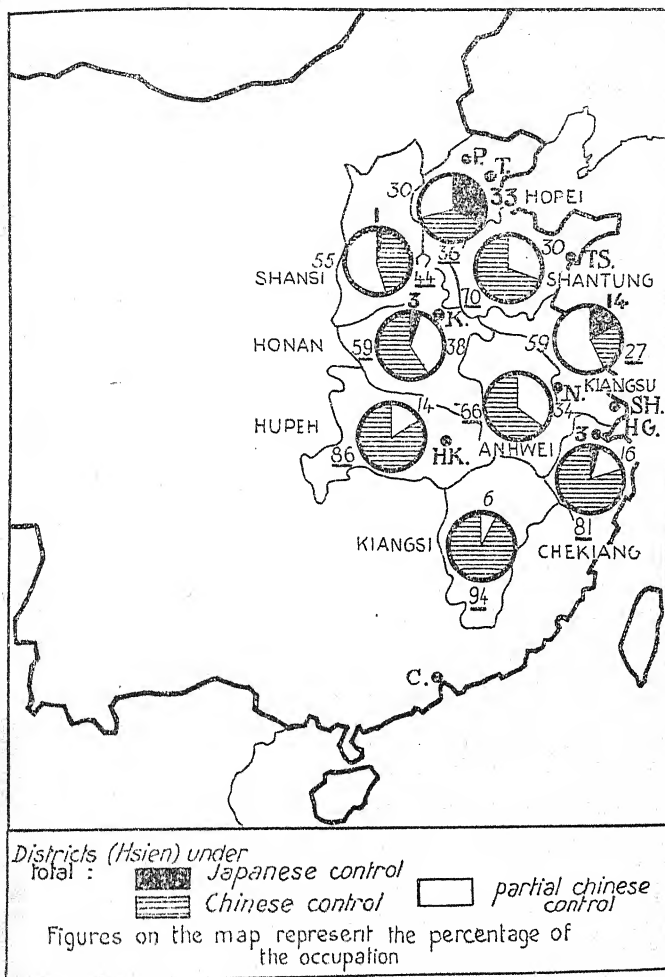 P.
T.
30
33 HOPEI
1
36
30
55
TS.
SHANSI
44
70
SHANTUNG
3
K.
14
HONAN
59
38
59
27
KIANGSU
N.
14
66
34
SH.
HUPEH
ANHWEI
HG.
3
16
86
HK.
6
81
KIANGSI
CHEKIANG
94
C.
Districts (Hsien) under
total :
Japanese control
Chinese control
partial chinese
control
Figures on the map represent the percentage of
the occupation